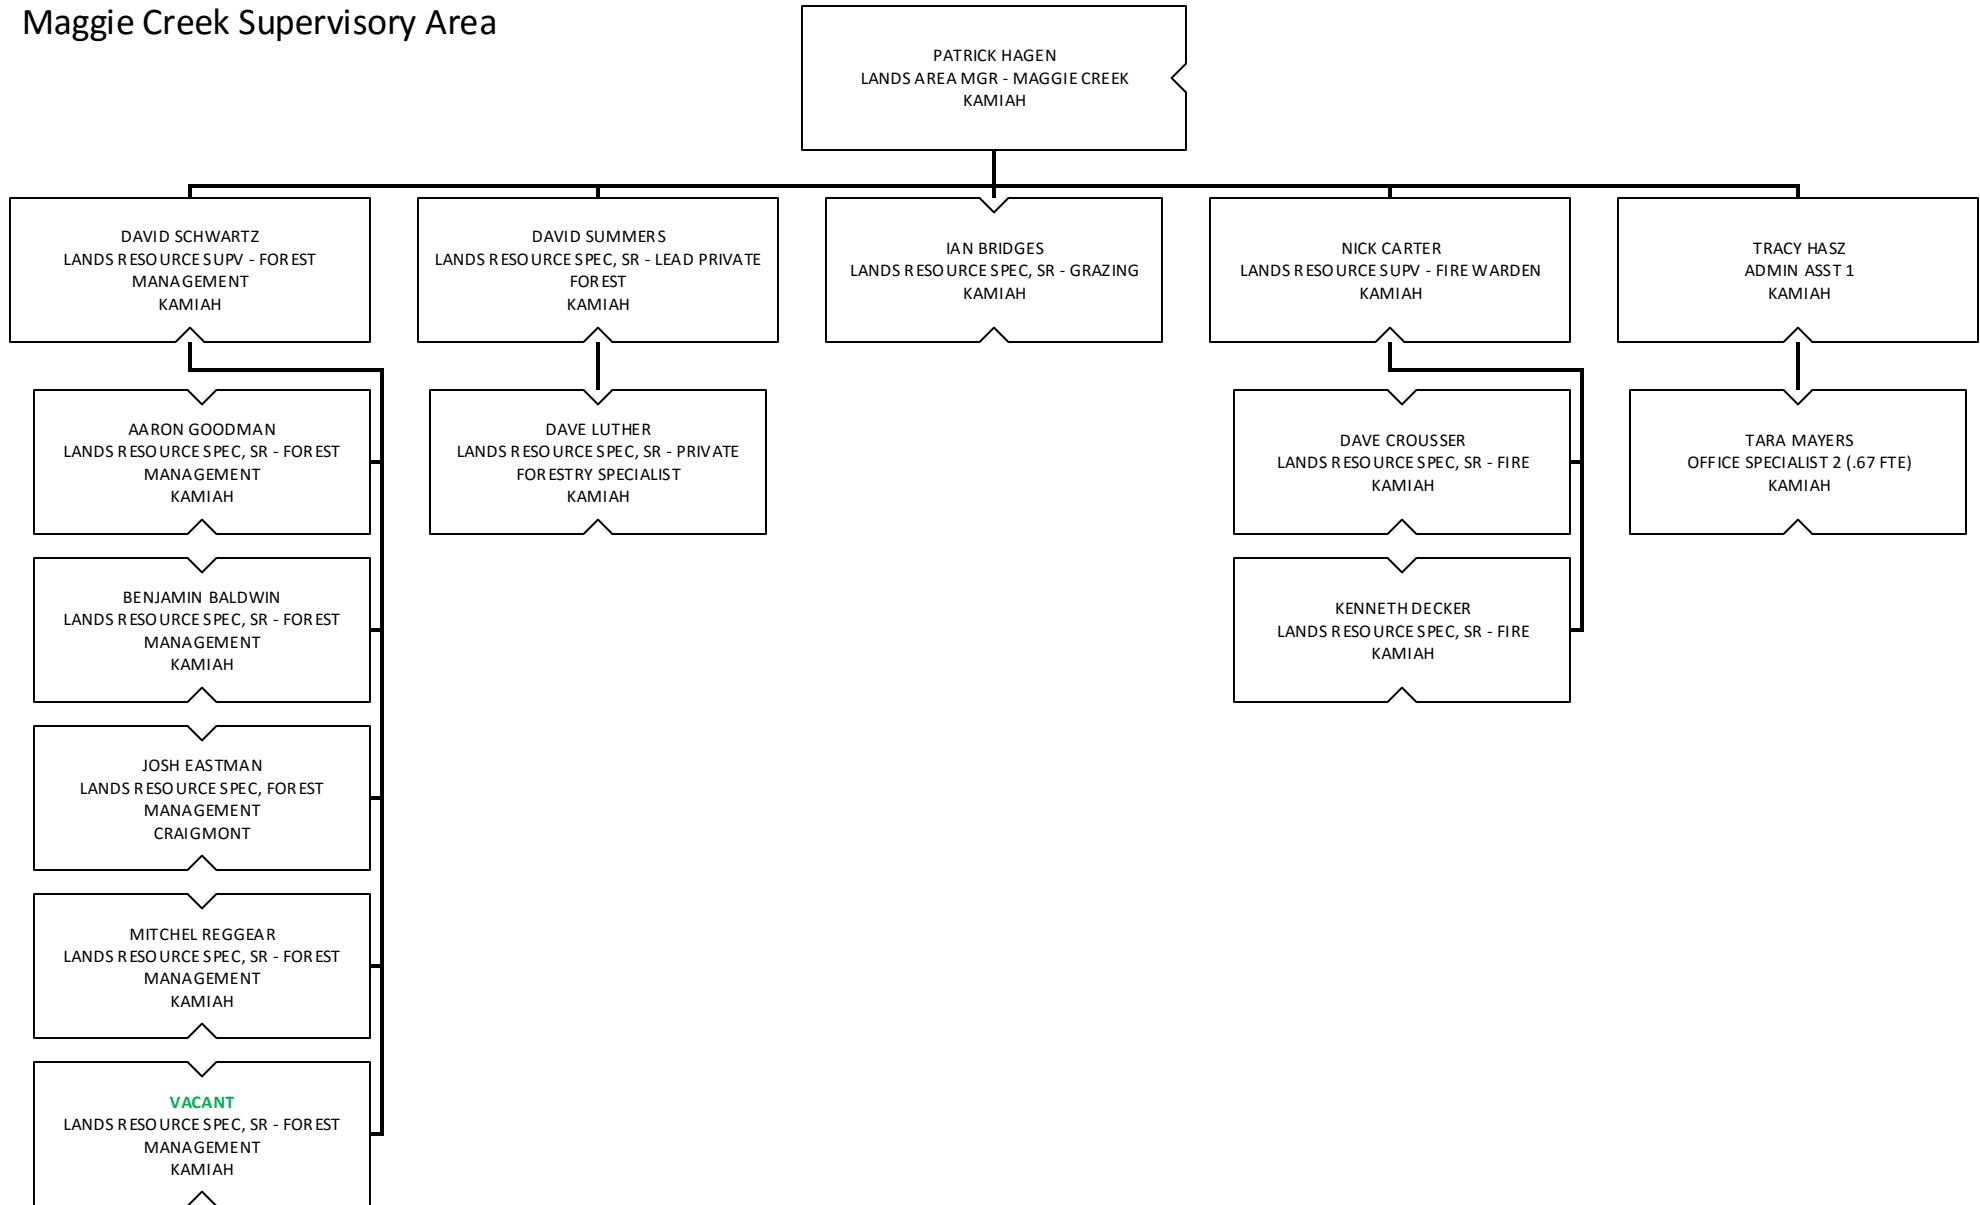 Maggie Creek Supervisory Area
PATRICK HAGEN
LANDS AREA MGR - MAGGIE CREEK
KAMIAH
DAVID SCHWARTZ
LANDS RESOURCE SUPV - FOREST
MANAGEMENT
KAMIAH
DAVID SUMMERS
LANDS RESOURCE SPEC, SR - LEAD PRIVATE
FOREST
KAMIAH
IAN BRIDGES
LANDS RESOURCE SPEC, SR - GRAZING
KAMIAH
NICK CARTER
LANDS RESOURCE SUPV - FIRE WARDEN
KAMIAH
TRACY HASZ
ADMIN ASST 1
KAMIAH
AARON GOODMAN
LANDS RESOURCE SPEC, SR - FOREST
MANAGEMENT
KAMIAH
DAVE LUTHER
LANDS RESOURCE SPEC, SR - PRIVATE
FORESTRY SPECIALIST
KAMIAH
DAVE CROUSSER
LANDS RESOURCE SPEC, SR - FIRE
KAMIAH
TARA MAYERS
OFFICE SPECIALIST 2 (.67 FTE)
KAMIAH
BENJAMIN BALDWIN
LANDS RESOURCE SPEC, SR - FOREST
MANAGEMENT
KAMIAH
KENNETH DECKER
LANDS RESOURCE SPEC, SR - FIRE
KAMIAH
JOSH EASTMAN
LANDS RESOURCE SPEC, FOREST
MANAGEMENT
CRAIGMONT
MITCHEL REGGEAR
LANDS RESOURCE SPEC, SR - FOREST
MANAGEMENT
KAMIAH
VACANT
LANDS RESOURCE SPEC, SR - FOREST
MANAGEMENT
KAMIAH